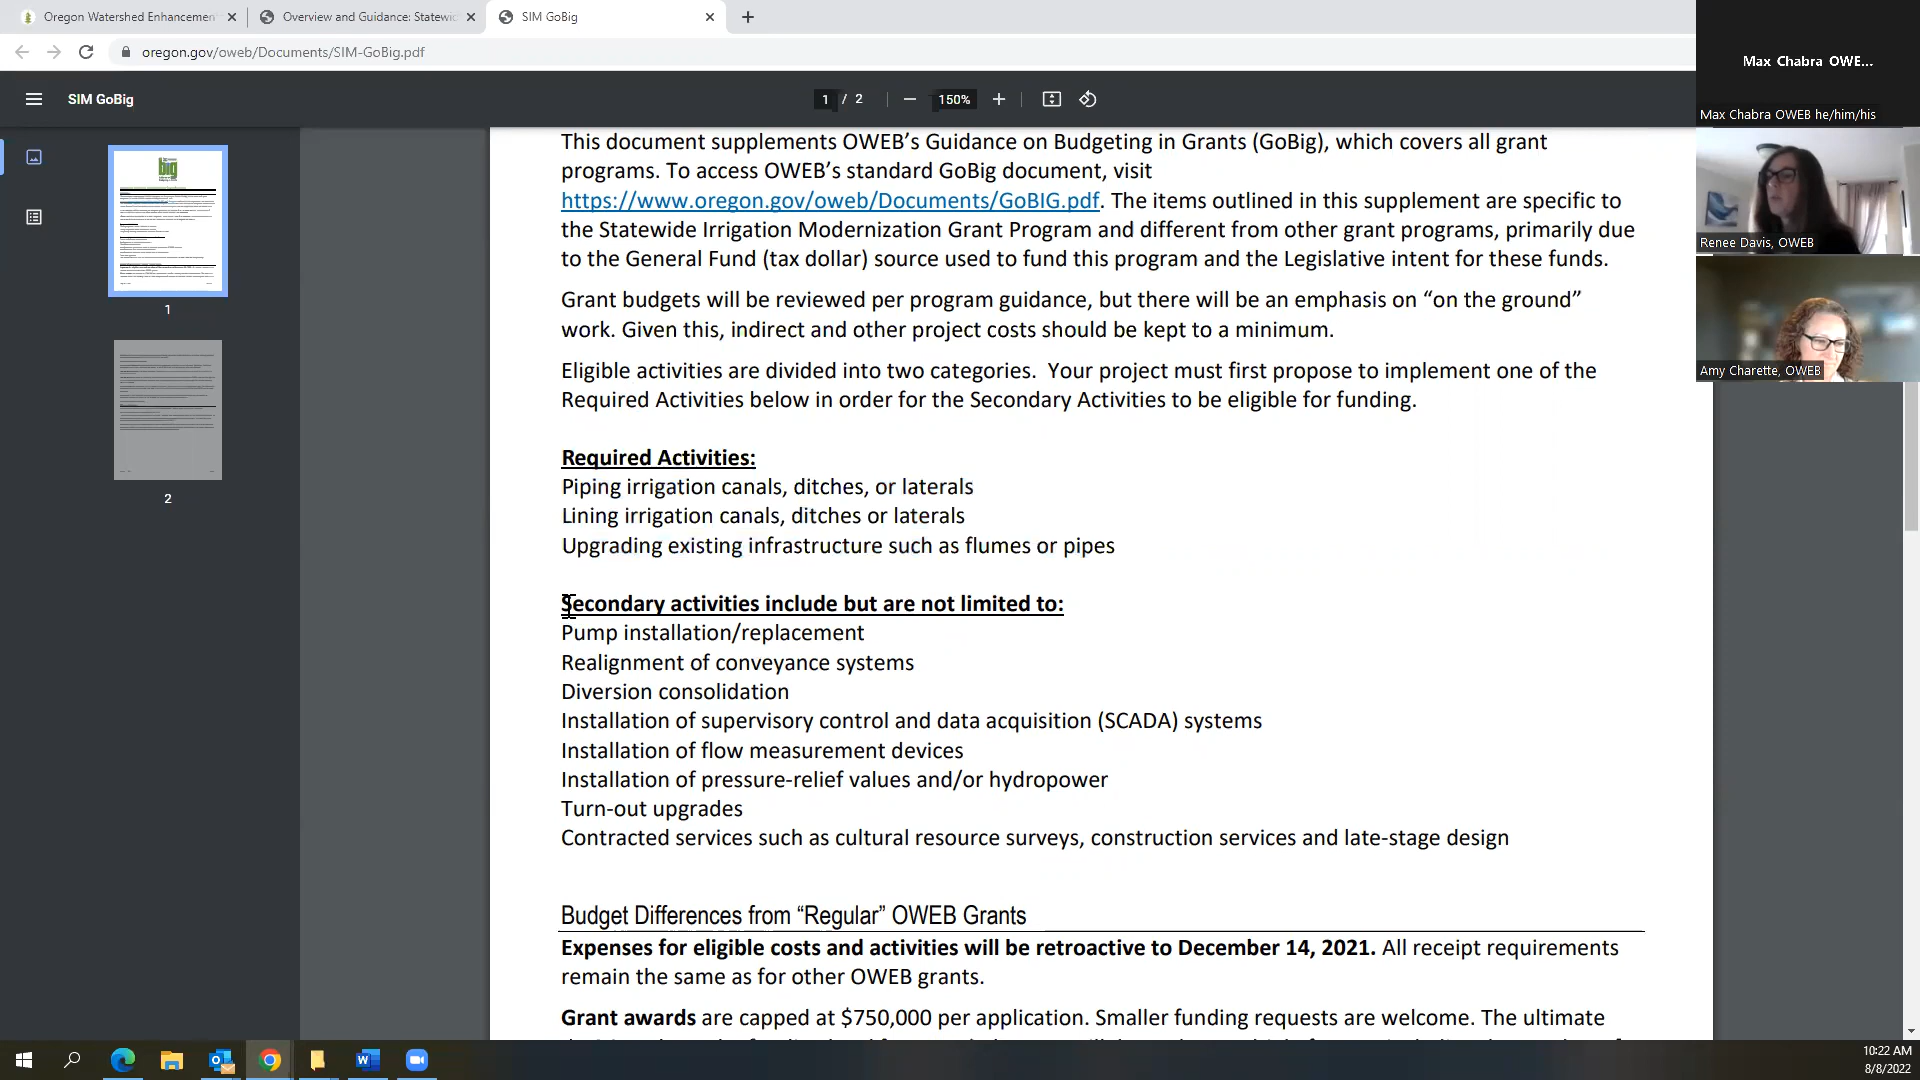 Oregon Watershed Enhancement
Overview and Guidance: Statewi
SIM GoBig
oregon.gov/oweb/Documents/SIM-GoBig.pdf
SIM GoBig
1 / 2
150%
Max Chabra OWE...
Max Chabra OWEB he/him/his
Renee Davis, OWEB
Amy Charette, OWEB
1
2
This document supplements OWEB’s Guidance on Budgeting in Grants (GoBig), which covers all grant
programs. To access OWEB’s standard GoBig document, visit
https://www.oregon.gov/oweb/Documents/GoBIG.pdf. The items outlined in this supplement are specific to
the Statewide Irrigation Modernization Grant Program and different from other grant programs, primarily due
to the General Fund (tax dollar) source used to fund this program and the Legislative intent for these funds.
Grant budgets will be reviewed per program guidance, but there will be an emphasis on “on the ground”
work. Given this, indirect and other project costs should be kept to a minimum.
Eligible activities are divided into two categories.  Your project must first propose to implement one of the
Required Activities below in order for the Secondary Activities to be eligible for funding.
Required Activities:
Piping irrigation canals, ditches, or laterals
Lining irrigation canals, ditches or laterals
Upgrading existing infrastructure such as flumes or pipes
Secondary activities include but are not limited to:
Pump installation/replacement
Realignment of conveyance systems
Diversion consolidation
Installation of supervisory control and data acquisition (SCADA) systems
Installation of flow measurement devices
Installation of pressure-relief values and/or hydropower
Turn-out upgrades
Contracted services such as cultural resource surveys, construction services and late-stage design
Budget Differences from “Regular” OWEB Grants
Expenses for eligible costs and activities will be retroactive to December 14, 2021. All receipt requirements
remain the same as for other OWEB grants.
Grant awards are capped at $750,000 per application. Smaller funding requests are welcome. The ultimate
10:22 AM
8/8/2022